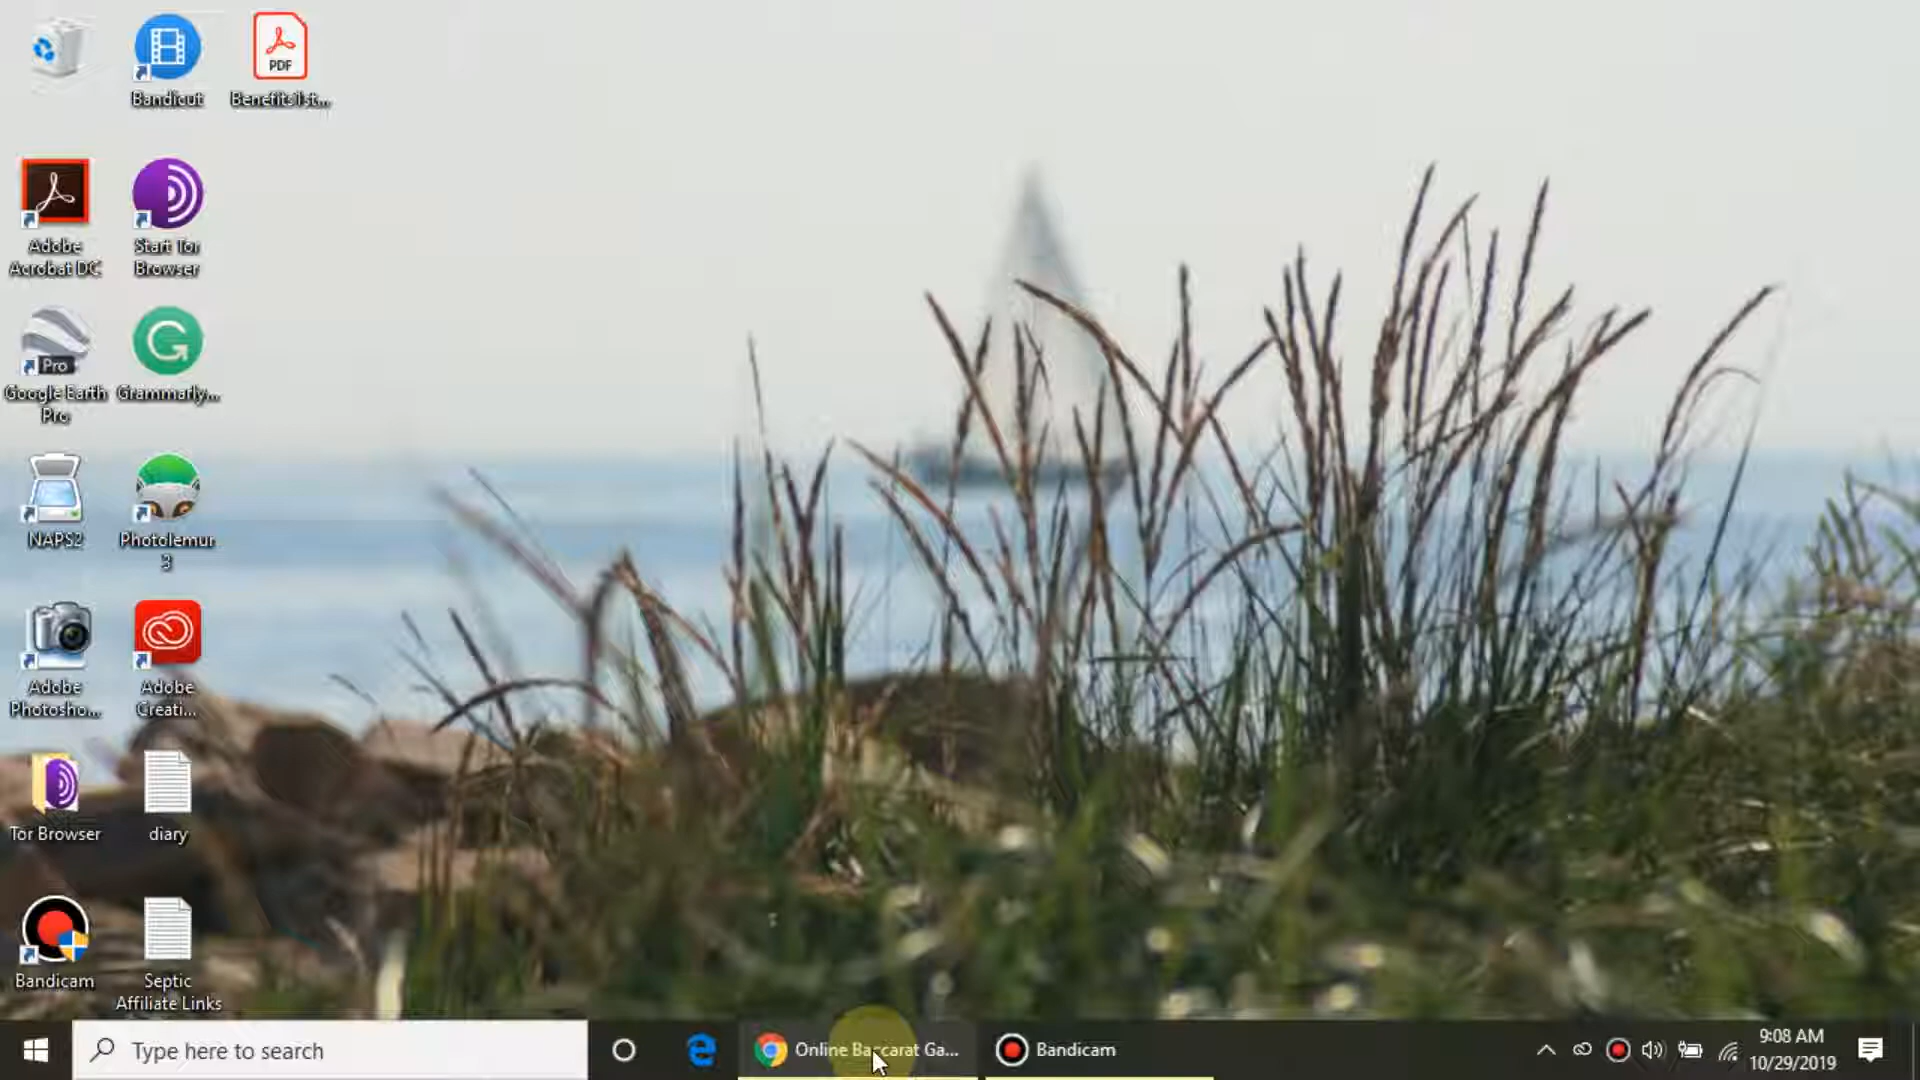 Bandicut
PDF
Benefits1st...
Adobe
Acrobat DC
Start Tor
Browser
Pro
Google Earth
Pro
Grammarly...
NAPS2
Photolemur
3
Adobe
Photosho...
Adobe
Creati...
Tor Browser
diary
Bandicam
Septic
Affiliate Links
Type here to search
Online Baccarat Ga...
Bandicam
9:08 AM
10/29/2019